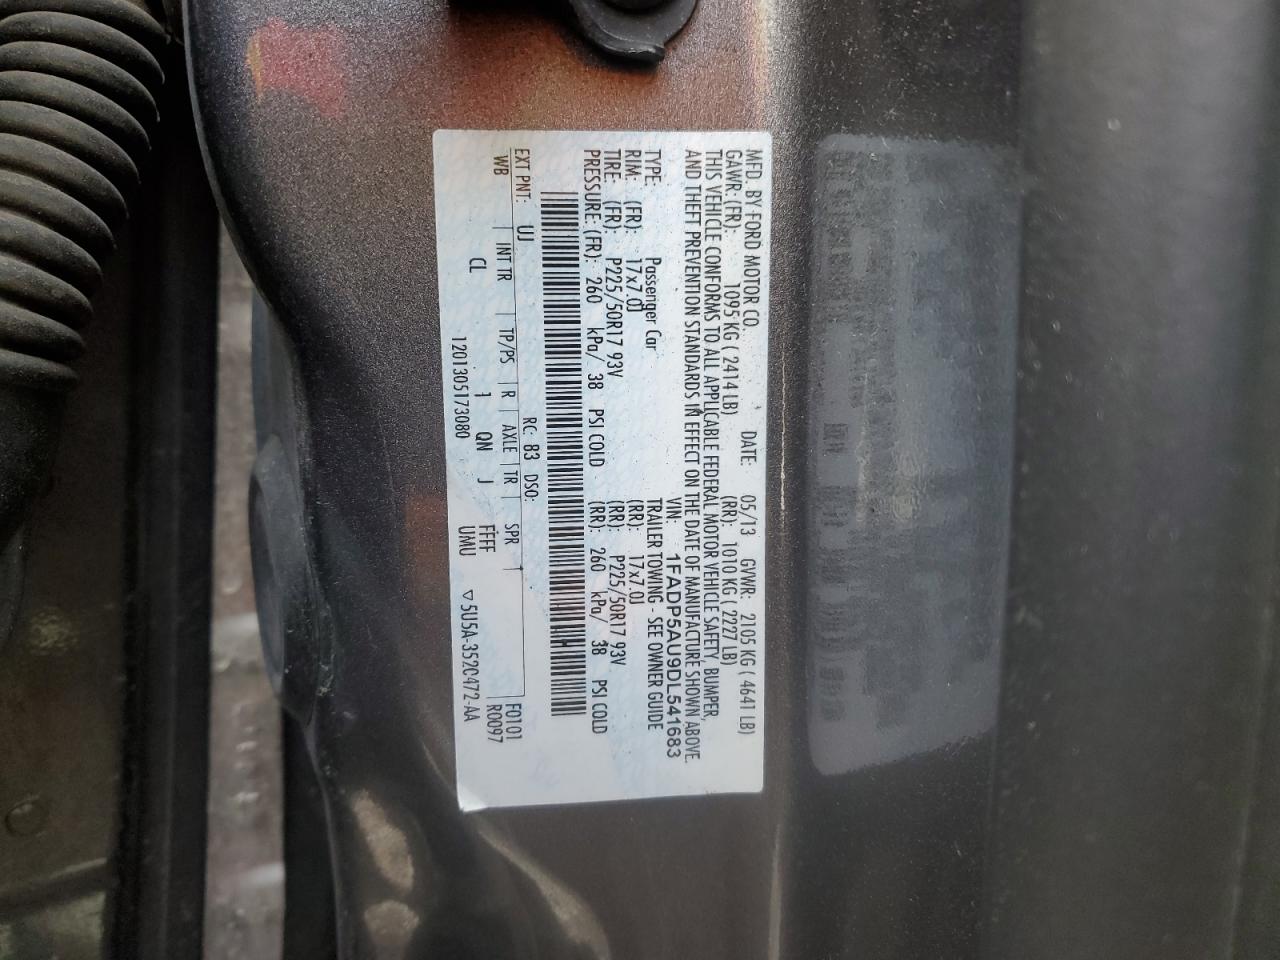 MFD. BY FORD MOTOR CO. DATE: 05/13 GVWR: 2105 KG ( 4641 LB)
GAWR: (FR): 1095 KG ( 2414 LB) (RR): 1010 KG ( 2227 LB)
THIS VEHICLE CONFORMS TO ALL APPLICABLE FEDERAL MOTOR VEHICLE SAFETY, BUMPER,
AND THEFT PREVENTION STANDARDS IN EFFECT ON THE DATE OF MANUFACTURE SHOWN ABOVE.
VIN: 1FADP5AU9DL541683
TYPE: Passenger Car TRAILER TOWING - SEE OWNER GUIDE
RIM: (FR): 17x7.0J (RR): 17x7.0J
TIRE: (FR): P225/50R17 93V (RR): P225/50R17 93V
PRESSURE: (FR): 260 kPa/ 38 PSI COLD (RR): 260 kPa/ 38 PSI COLD
EXT PNT: UJ RC: 83 DSO: F0101
WB INT TR TP/PS R AXLE TR SPR R0097
CL 1 QN J FFFF
1201305173080 UMU ▽ 5U5A-3520472-AA